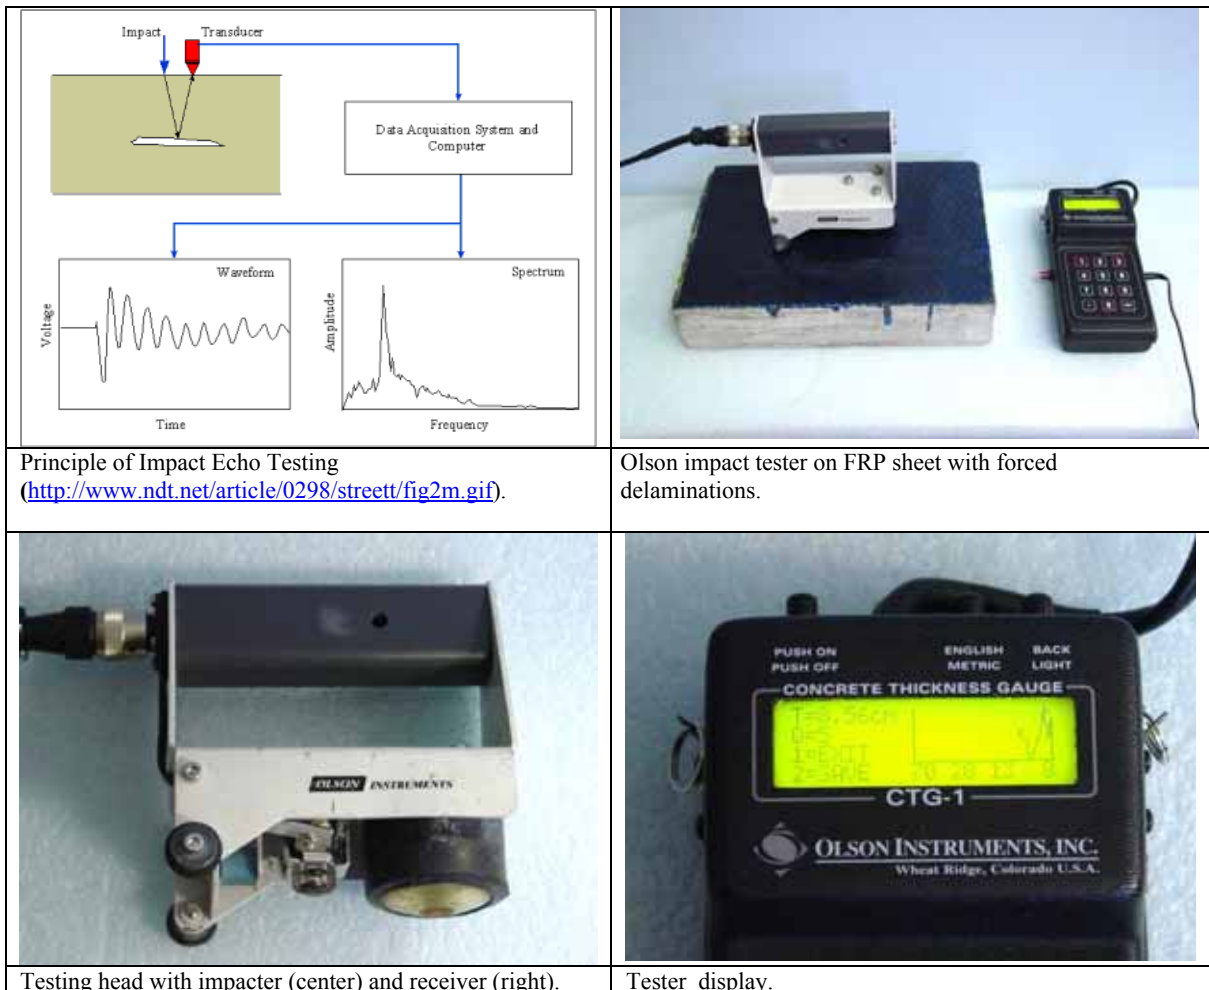 Impact Transducer
Data Acquisition System and
Computer
Waveform
Voltage
Time
Spectrum
Amplitude
Frequency
Principle of Impact Echo Testing
(http://www.ndt.net/article/0298/streett/fig2m.gif).
Olson impact tester on FRP sheet with forced
delaminations.
OLSON INSTRUMENTS
Testing head with impacter (center) and receiver (right).
PUSH ON ENGLISH BACK
PUSH OFF METRIC LIGHT
CONCRETE THICKNESS GAUGE
1=EXIT
2=SAVE
CTG-1
OLSON INSTRUMENTS, INC.
Wheat Ridge, Colorado U.S.A.
Tester display.